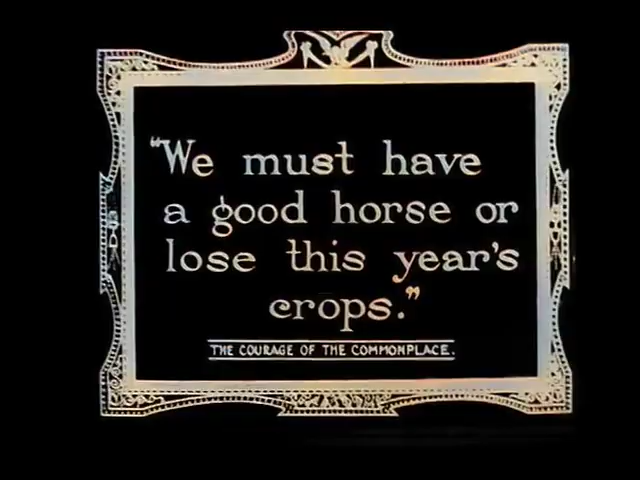 "We must have
a good horse or
lose this year's
crops."
THE COURAGE OF THE COMMONPLACE.